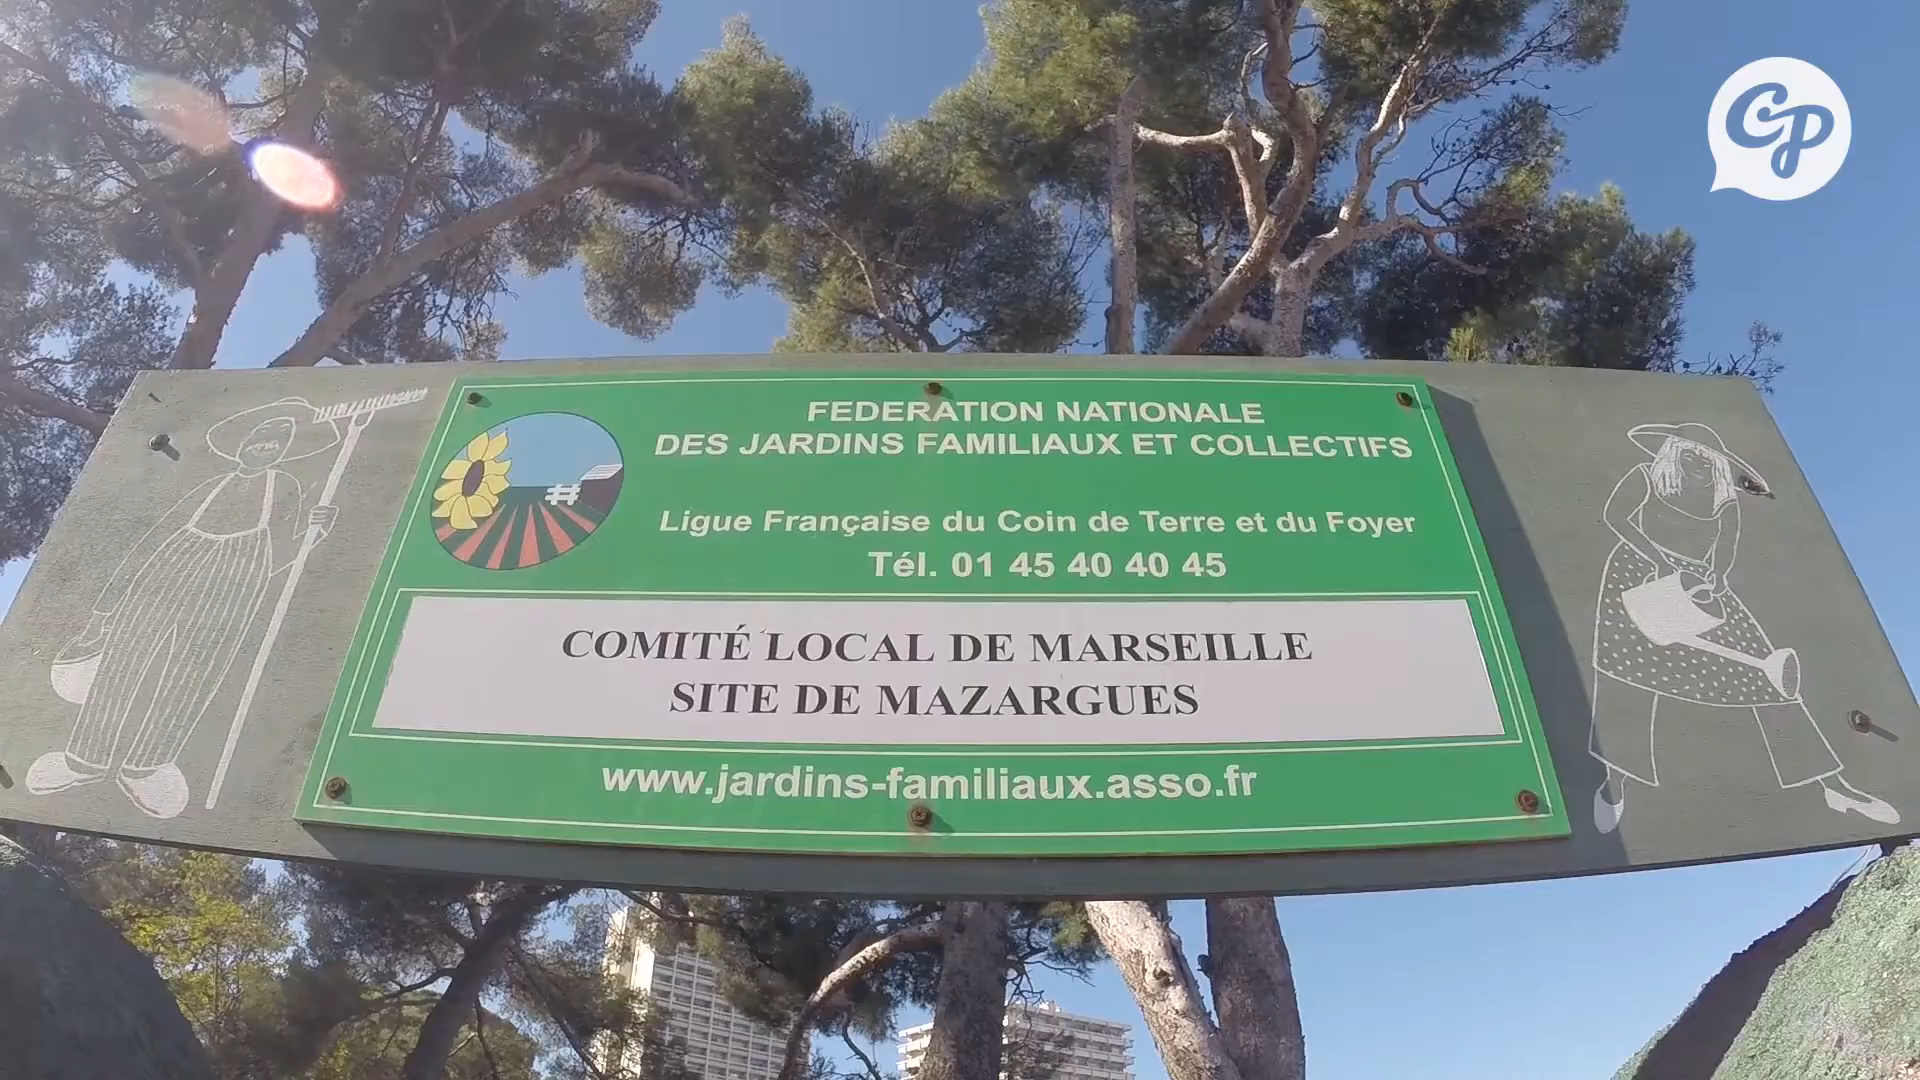 CP
FEDERATION NATIONALE
DES JARDINS FAMILIAUX ET COLLECTIFS
Ligue Française du Coin de Terre et du Foyer
Tél. 01 45 40 40 45
COMITÉ LOCAL DE MARSEILLE
SITE DE MAZARGUES
www.jardins-familiaux.asso.fr